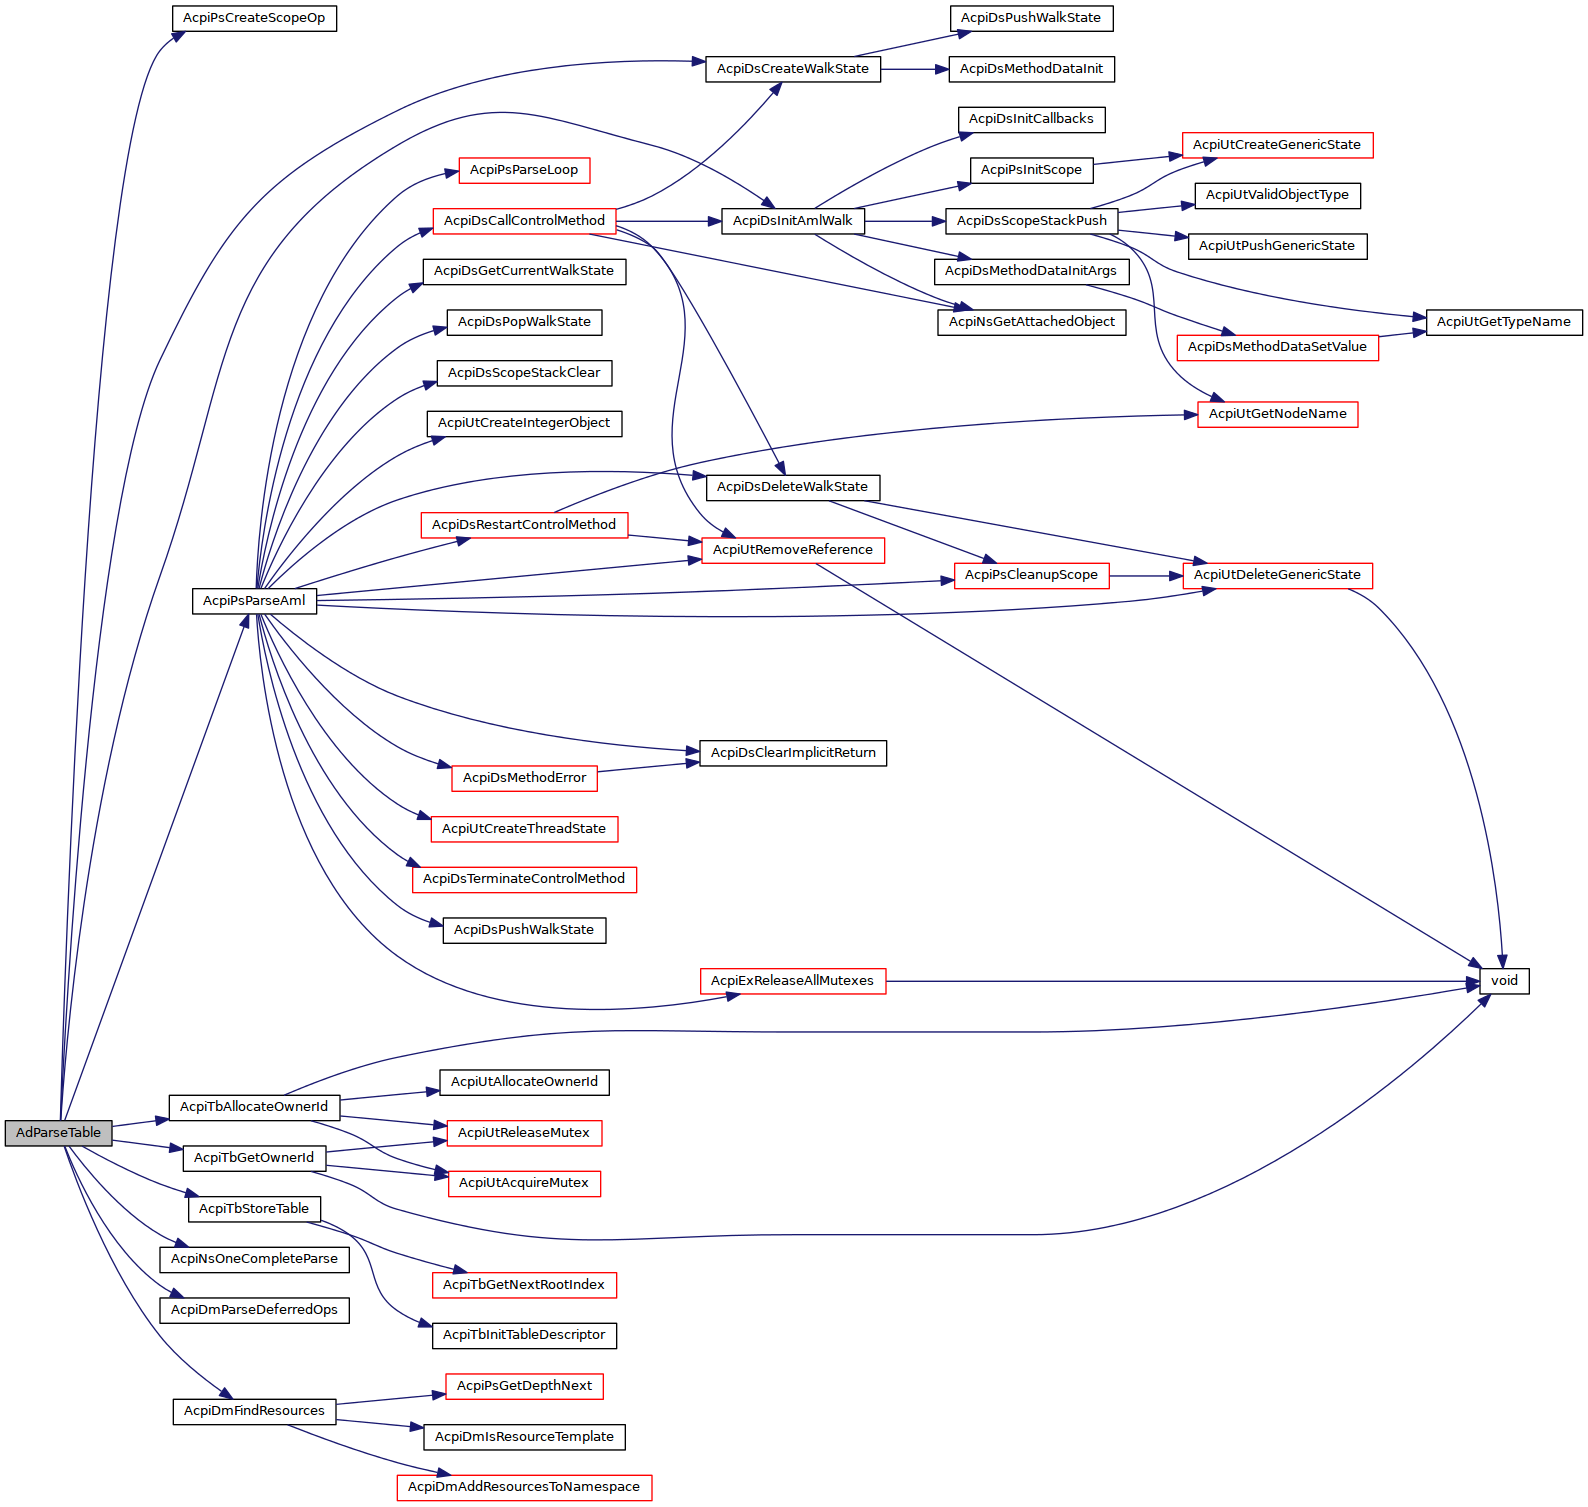 AcpiPsCreateScopeOp
AcpiDsPushWalkState
AcpiDsCreateWalkState
AcpiDsMethodDataInit
AcpiDsInitCallbacks
AcpiUtCreateGenericState
AcpiPsParseLoop
AcpiPsInitScope
AcpiUtValidObjectType
AcpiDsCallControlMethod
AcpiDsInitAmlWalk
AcpiDsScopeStackPush
AcpiUtPushGenericState
AcpiDsGetCurrentWalkState
AcpiDsMethodDataInitArgs
AcpiDsPopWalkState
AcpiNsGetAttachedObject
AcpiUtGetTypeName
AcpiDsMethodDataSetValue
AcpiDsScopeStackClear
AcpiUtGetNodeName
AcpiUtCreateIntegerObject
AcpiDsDeleteWalkState
AcpiDsRestartControlMethod
AcpiUtRemoveReference
AcpiPsCleanupScope
AcpiUtDeleteGenericState
AcpiPsParseAml
AcpiDsClearImplicitReturn
AcpiDsMethodError
AcpiUtCreateThreadState
AcpiDsTerminateControlMethod
AcpiDsPushWalkState
AcpiExReleaseAllMutexes
void
AcpiUtAllocateOwnerId
AcpiTbAllocateOwnerId
AdParseTable
AcpiUtReleaseMutex
AcpiTbGetOwnerId
AcpiUtAcquireMutex
AcpiTbStoreTable
AcpiNsOneCompleteParse
AcpiTbGetNextRootIndex
AcpiDmParseDeferredOps
AcpiTbInitTableDescriptor
AcpiPsGetDepthNext
AcpiDmFindResources
AcpiDmIsResourceTemplate
AcpiDmAddResourcesToNamespace